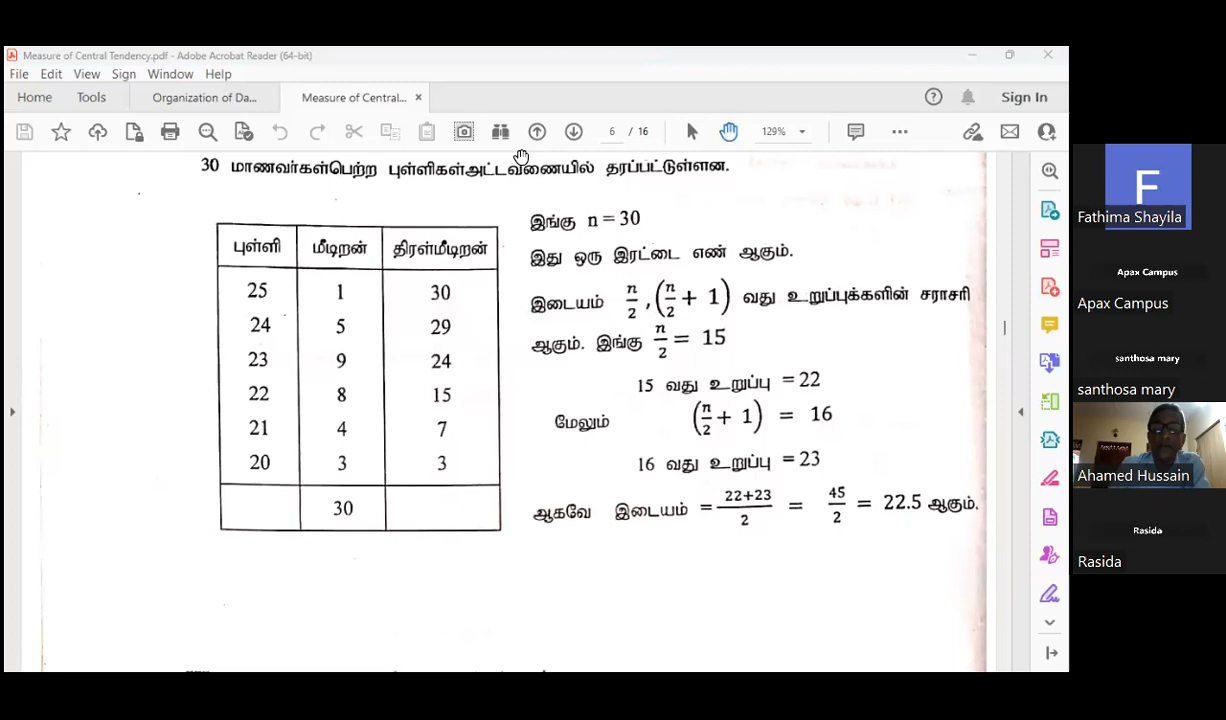 Measure of Central Tendency.pdf - Adobe Acrobat Reader (64-bit)
File Edit View Sign Window Help
Home Tools Organization of Da... Measure of Central... × Sign In
6 / 16 129%
30 மாணவர்கள்பெற்ற புள்ளிகள்அட்டவணையில் தரப்பட்டுள்ளன.
புள்ளி மீடிறன் திரள்மீடிறன்
25 1 30
24 5 29
23 9 24
22 8 15
21 4 7
20 3 3
30
இங்கு n = 30
இது ஒரு இரட்டை எண் ஆகும்.
இடையம் n/2 , (n/2 + 1) வது உறுப்புக்களின் சராசரி
ஆகும். இங்கு n/2 = 15
15 வது உறுப்பு = 22
மேலும் (n/2 + 1) = 16
16 வது உறுப்பு = 23
ஆகவே இடையம் = 22+23/2 = 45/2 = 22.5 ஆகும்.
F
Fathima Shayila
Apax Campus
Apax Campus
santhosa mary
santhosa mary
Ahamed Hussain
Rasida
Rasida